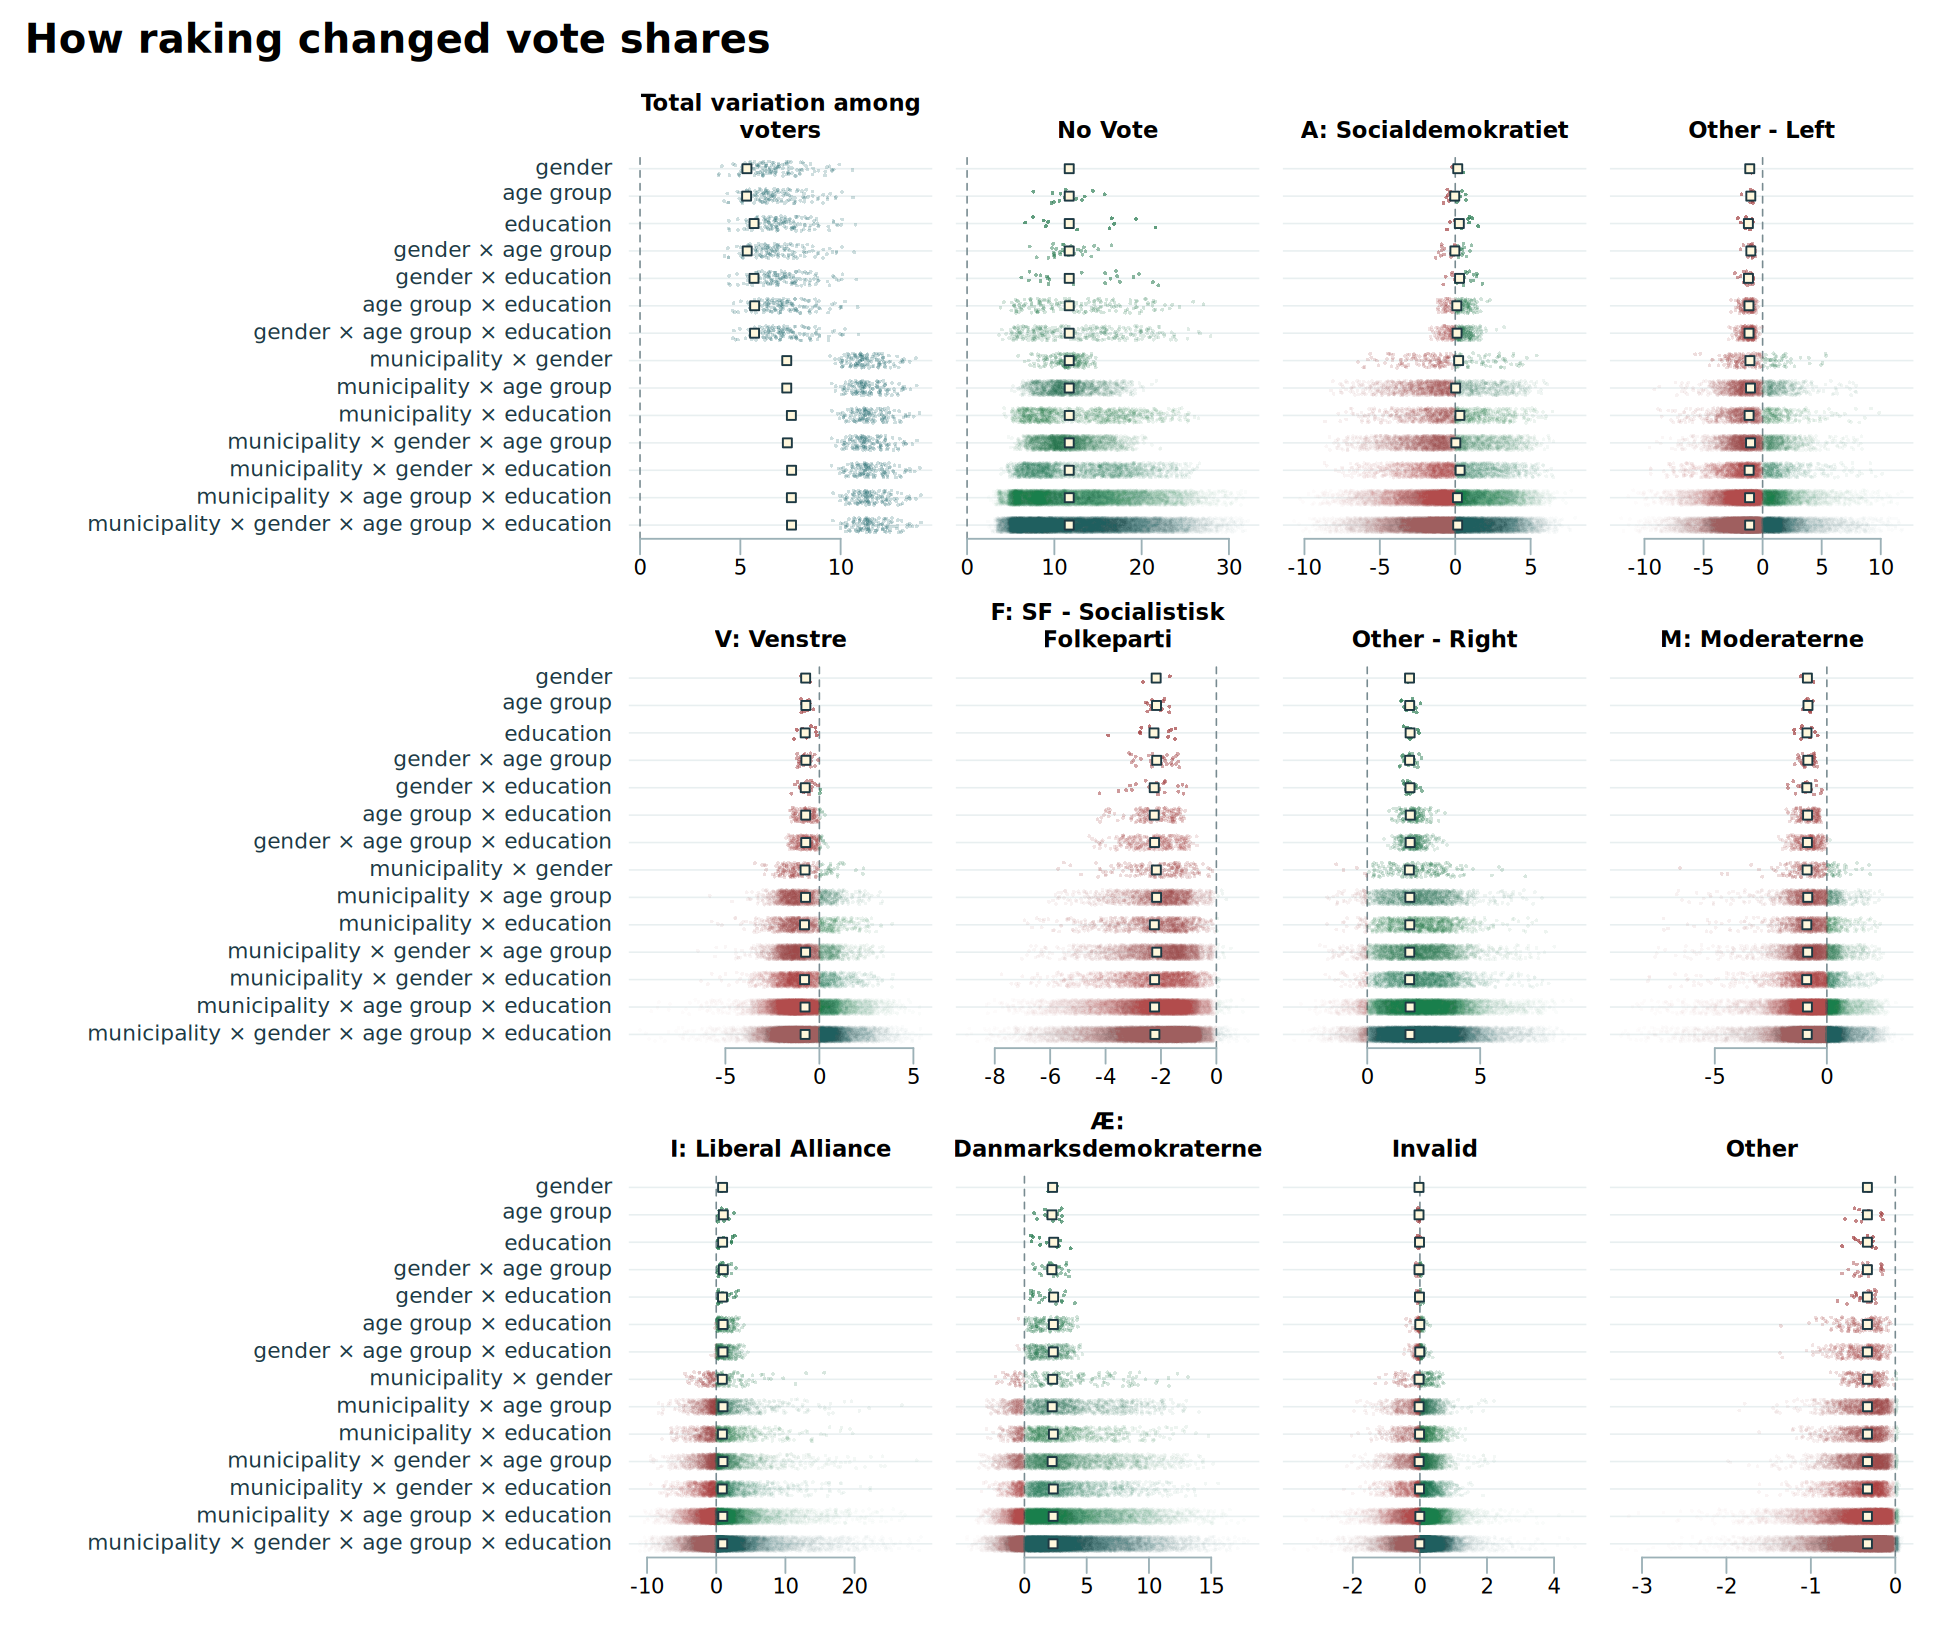 How raking changed vote shares
Total variation among
voters
No Vote
A: Socialdemokratiet
Other - Left
gender
age group
education
gender × age group
gender × education
age group × education
gender × age group × education
municipality × gender
municipality × age group
municipality × education
municipality × gender × age group
municipality × gender × education
municipality × age group × education
municipality × gender × age group × education
0 5 10
0 10 20 30
-10 -5 0 5
-10 -5 0 5 10
V: Venstre
F: SF - Socialistisk
Folkeparti
Other - Right
M: Moderaterne
gender
age group
education
gender × age group
gender × education
age group × education
gender × age group × education
municipality × gender
municipality × age group
municipality × education
municipality × gender × age group
municipality × gender × education
municipality × age group × education
municipality × gender × age group × education
-5 0 5
-8 -6 -4 -2 0
0 5
-5 0
I: Liberal Alliance
Æ:
Danmarksdemokraterne
Invalid
Other
gender
age group
education
gender × age group
gender × education
age group × education
gender × age group × education
municipality × gender
municipality × age group
municipality × education
municipality × gender × age group
municipality × gender × education
municipality × age group × education
municipality × gender × age group × education
-10 0 10 20
0 5 10 15
-2 0 2 4
-3 -2 -1 0